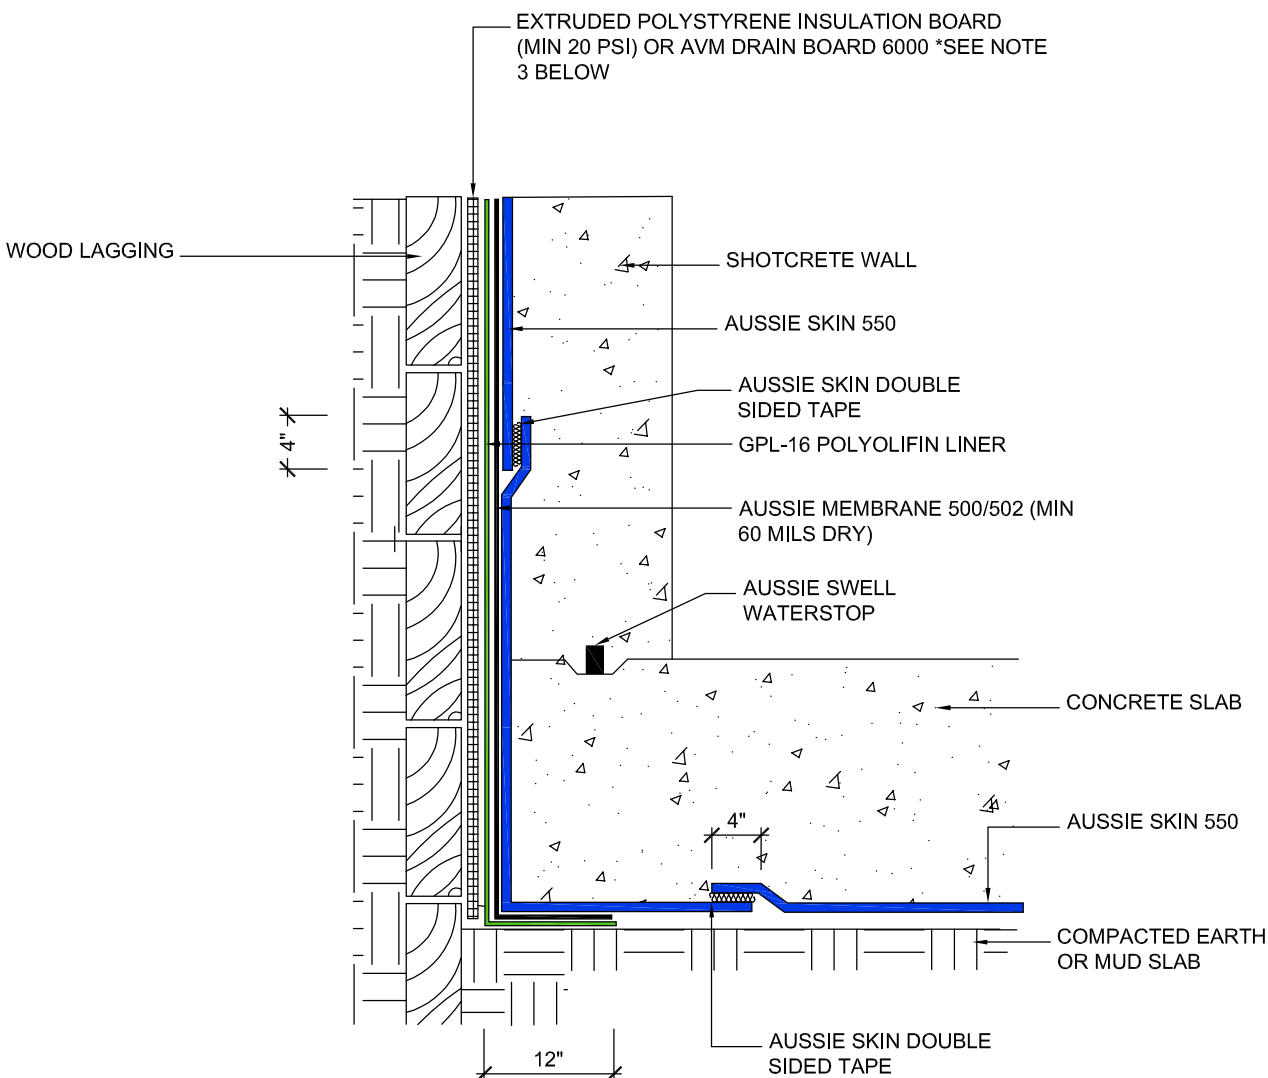 EXTRUDED POLYSTYRENE INSULATION BOARD
(MIN 20 PSI) OR AVM DRAIN BOARD 6000 *SEE NOTE
3 BELOW
WOOD LAGGING
SHOTCRETE WALL
AUSSIE SKIN 550
AUSSIE SKIN DOUBLE
SIDED TAPE
4"
GPL-16 POLYOLIFIN LINER
AUSSIE MEMBRANE 500/502 (MIN
60 MILS DRY)
AUSSIE SWELL
WATERSTOP
CONCRETE SLAB
4"
AUSSIE SKIN 550
COMPACTED EARTH
OR MUD SLAB
AUSSIE SKIN DOUBLE
SIDED TAPE
12"